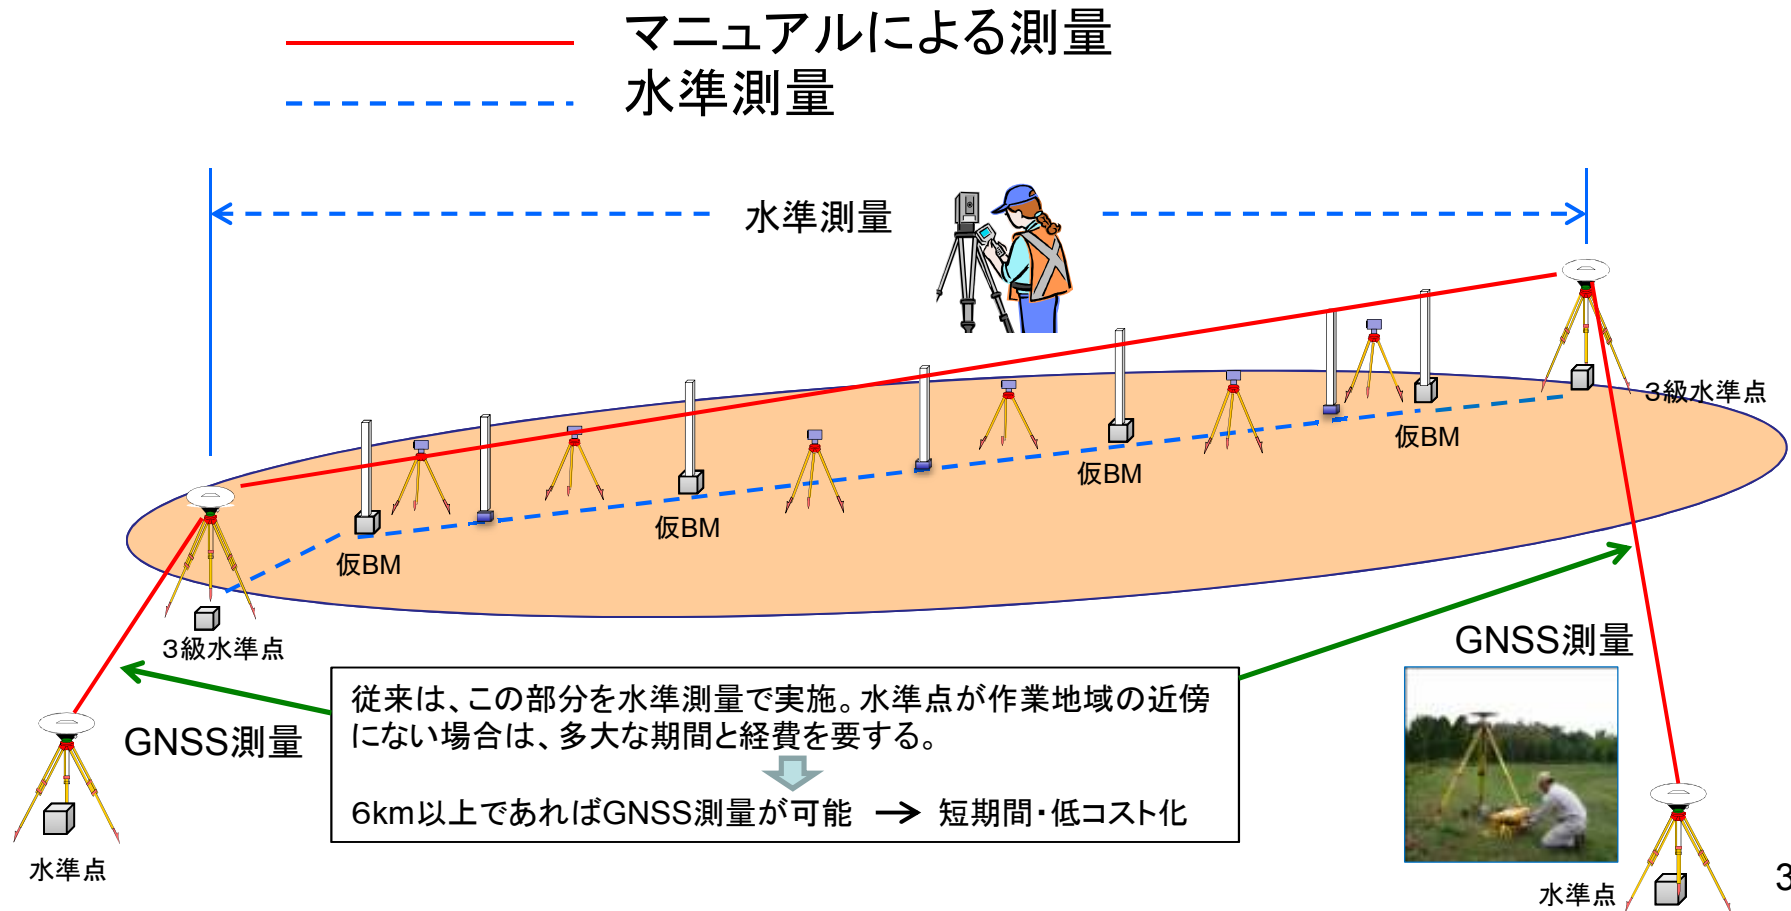 マニュアルによる測量
水準測量
水準測量
3級水準点
仮BM
仮BM
仮BM
仮BM
3級水準点
GNSS測量
従来は、この部分を水準測量で実施。水準点が作業地域の近傍
にない場合は、多大な期間と経費を要する。
6km以上であればGNSS測量が可能 → 短期間・低コスト化
GNSS測量
水準点
水準点
3